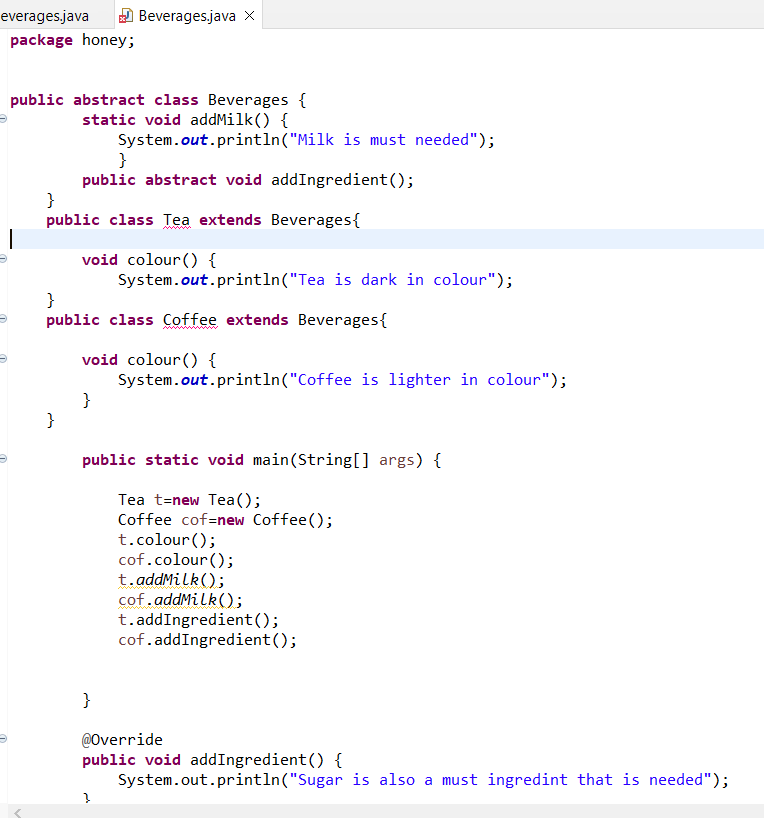 everages.java Beverages.java
package honey;
public abstract class Beverages {
static void addMilk() {
System.out.println("Milk is must needed");
}
public abstract void addIngredient();
}
public class Tea extends Beverages{
void colour() {
System.out.println("Tea is dark in colour");
}
public class Coffee extends Beverages{
void colour() {
System.out.println("Coffee is lighter in colour");
}
}
public static void main(String[] args) {
Tea t=new Tea();
Coffee cof=new Coffee();
t.colour();
cof.colour();
t.addMilk();
cof.addMilk();
t.addIngredient();
cof.addIngredient();
}
@Override
public void addIngredient() {
System.out.println("Sugar is also a must ingredint that is needed");
}